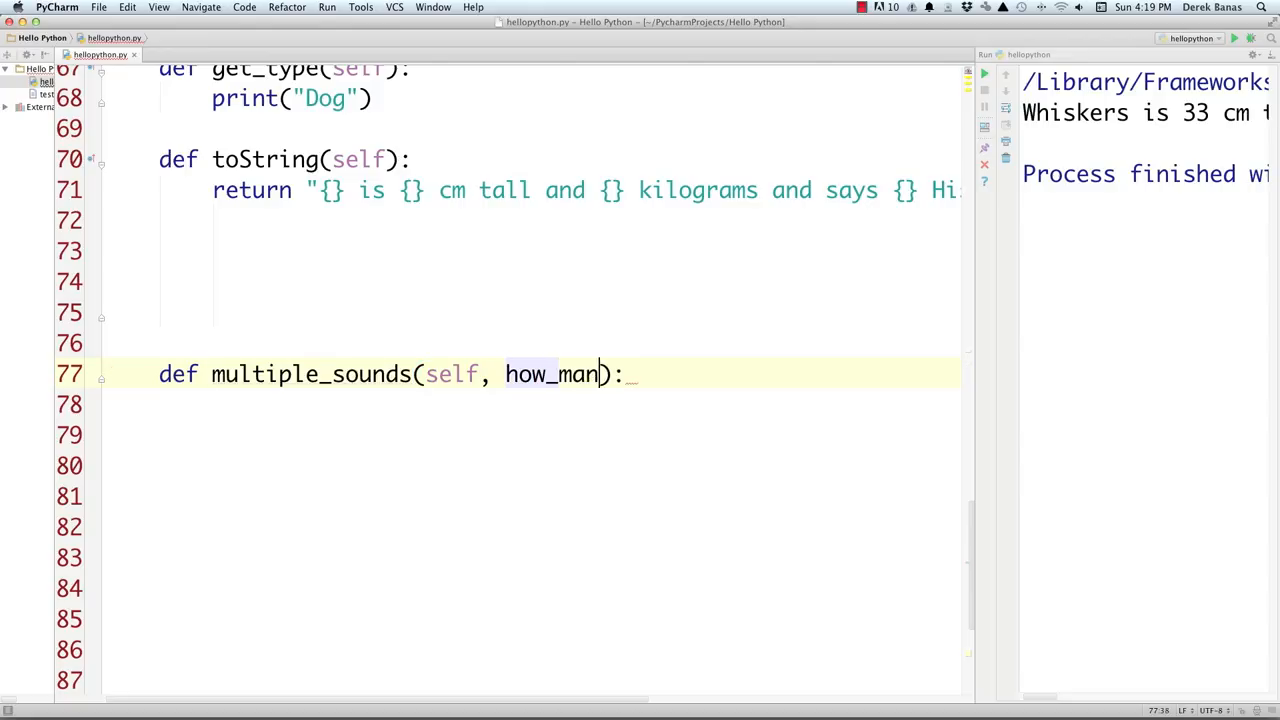 PyCharm File Edit View Navigate Code Refactor Run Tools VCS Window Help 10 Sun 4:19 PM Derek Banas
hellopython.py - Hello Python - [~/PycharmProjects/Hello Python]
Hello Python hellopython.py hellopython
hellopython.py Run hellopython
Hello P
hell
test
Externa
67 def get_type(self):
68 print("Dog")
69
70 def toString(self):
71 return "{} is {} cm tall and {} kilograms and says {} Hi
72
73
74
75
76
77 def multiple_sounds(self, how_man):
78
79
80
81
82
83
84
85
86
87
/Library/Frameworks
Whiskers is 33 cm t
Process finished wi
77:38 LF UTF-8